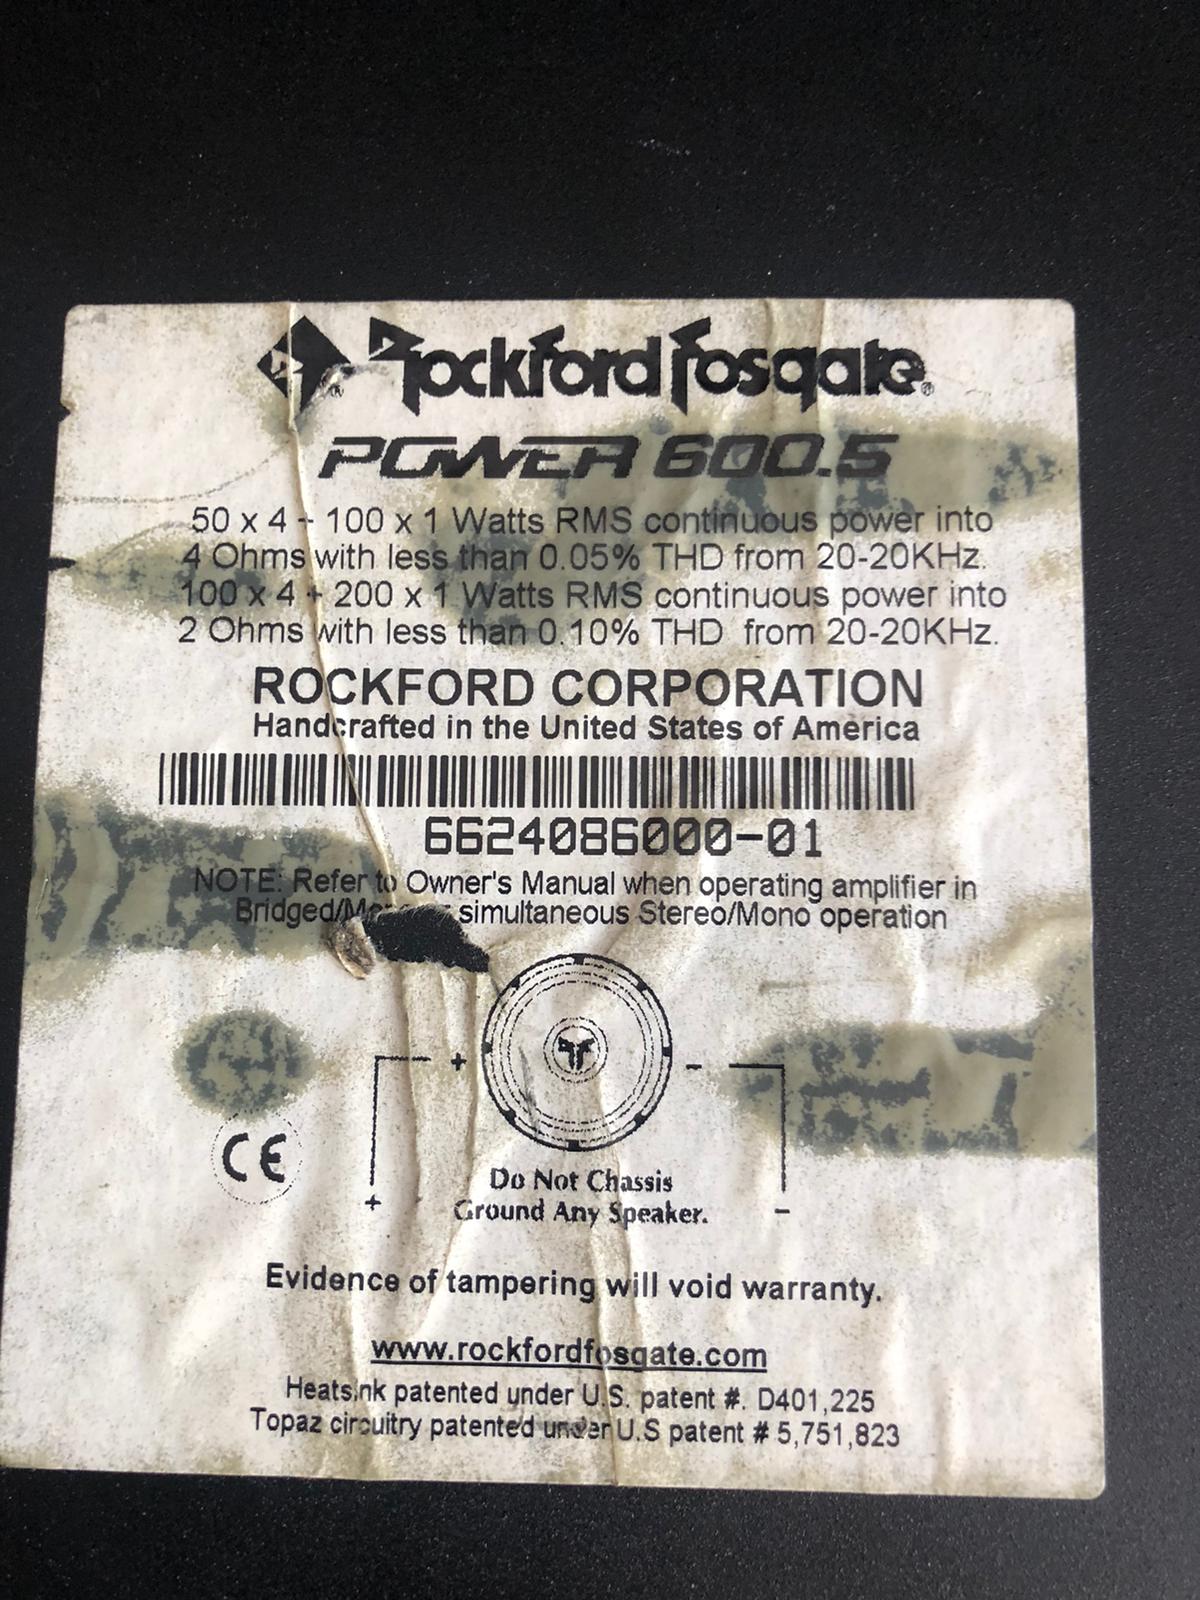 Rockford Fosgate®
POWER 600.5
50 x 4 + 100 x 1 Watts RMS continuous power into
4 Ohms with less than 0.05% THD from 20-20KHz.
100 x 4 + 200 x 1 Watts RMS continuous power into
2 Ohms with less than 0.10% THD from 20-20KHz.
ROCKFORD CORPORATION
Handcrafted in the United States of America
6624086000-01
NOTE: Refer to Owner's Manual when operating amplifier in
Bridged/ simultaneous Stereo/Mono operation
+ -
CE
Do Not Chassis
+ Ground Any Speaker. -
Evidence of tampering will void warranty.
www.rockfordfosgate.com
Heatsink patented under U.S. patent #. D401,225
Topaz circuitry patented under U.S patent # 5,751,823